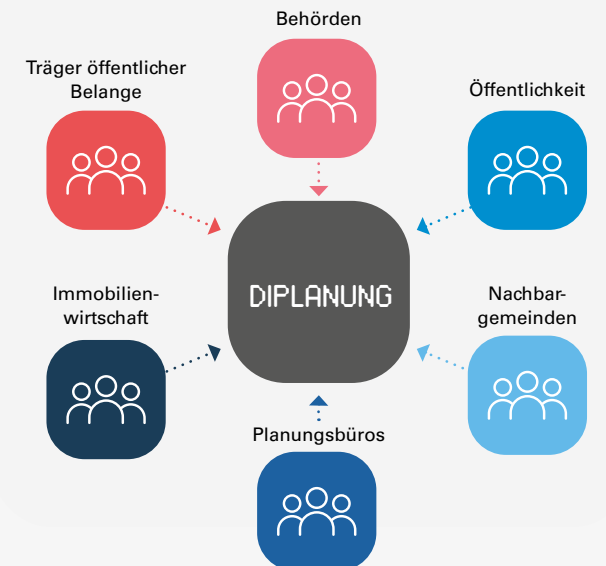 Behörden
Träger öffentlicher
Belange
Öffentlichkeit
DIPLANUNG
Immobilien-
wirtschaft
Nachbar-
gemeinden
Planungsbüros